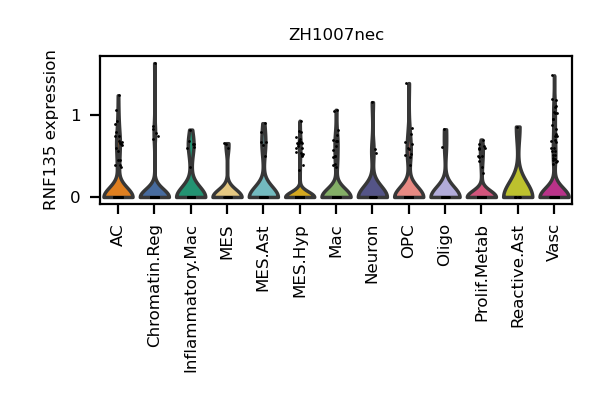 ZH1007nec
RNF135 expression
1
0
AC
Chromatin.Reg
Inflammatory.Mac
MES
MES.Ast
MES.Hyp
Mac
Neuron
OPC
Oligo
Prolif.Metab
Reactive.Ast
Vasc